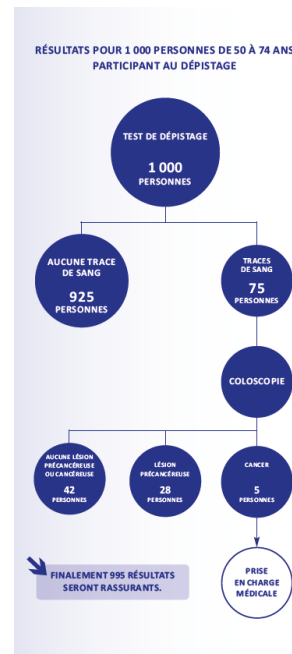 RÉSULTATS POUR 1 000 PERSONNES DE 50 À 74 ANS
PARTICIPANT AU DÉPISTAGE
TEST DE DÉPISTAGE
1 000
PERSONNES
AUCUNE TRACE
DE SANG
925
PERSONNES
TRACES
DE SANG
75
PERSONNES
COLOSCOPIE
AUCUNE LÉSION
PRÉCANCÉREUSE
OU CANCÉREUSE
42
PERSONNES
LÉSION
PRÉCANCÉREUSE
28
PERSONNES
CANCER
5
PERSONNES
FINALEMENT 995 RÉSULTATS
SERONT RASSURANTS.
PRISE
EN CHARGE
MÉDICALE